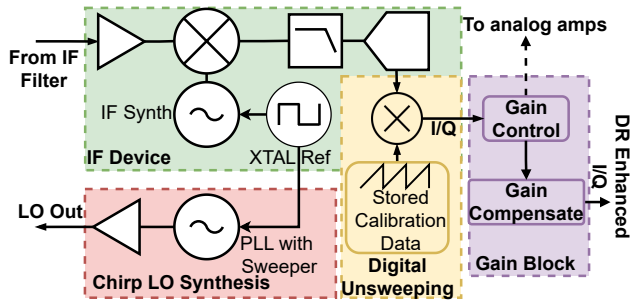 To analog amps
From IF
Filter
IF Synth
I/Q
Gain
Control
IF Device
XTAL Ref
DR Enhanced
I/Q
Stored
Calibration
Data
Gain
Compensate
LO Out
PLL with
Sweeper
Chirp LO Synthesis
Digital
Unsweeping
Gain Block